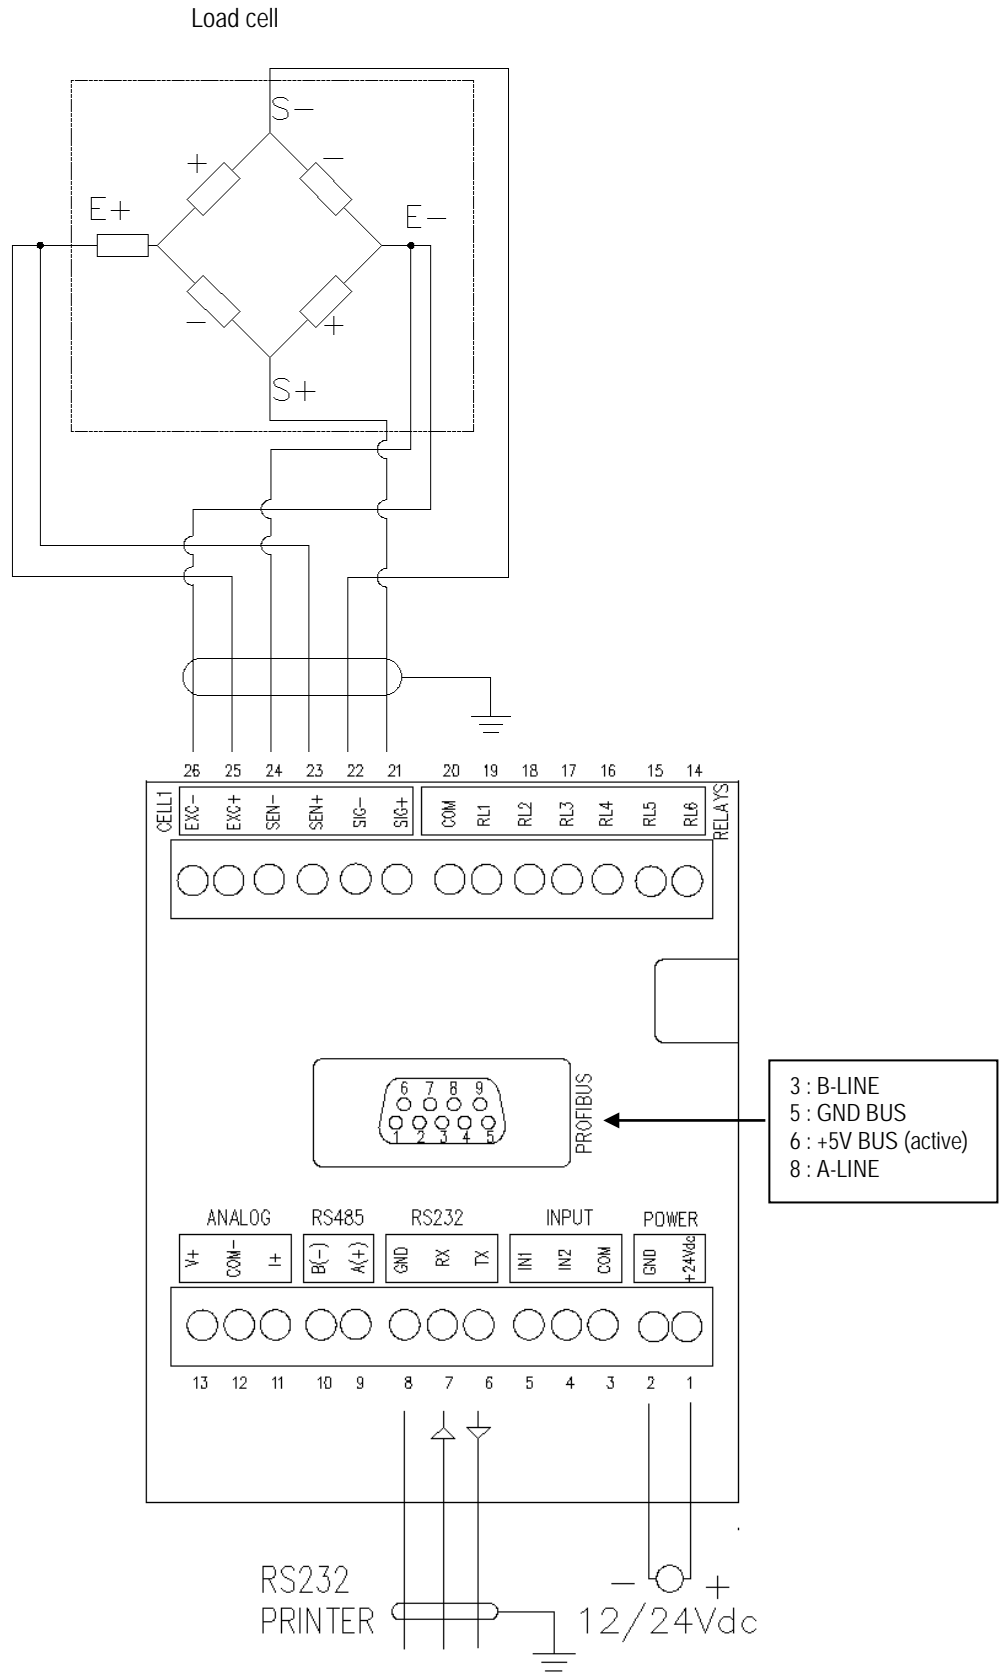 Load cell
S-
+ -
E+ E-
- +
S+
26 25 24 23 22 21 20 19 18 17 16 15 14
CELL1 EXC- EXC+ SEN- SEN+ SIG- SIG+ COM RL1 RL2 RL3 RL4 RL5 RL6 RELAYS
6 7 8 9
1 2 3 4 5
PROFIBUS
3 : B-LINE
5 : GND BUS
6 : +5V BUS (active)
8 : A-LINE
ANALOG RS485 RS232 INPUT POWER
V+ COM- I+ B(-) A(+) GND RX TX IN1 IN2 COM GND +24Vdc
13 12 11 10 9 8 7 6 5 4 3 2 1
RS232
PRINTER
- +
12/24Vdc